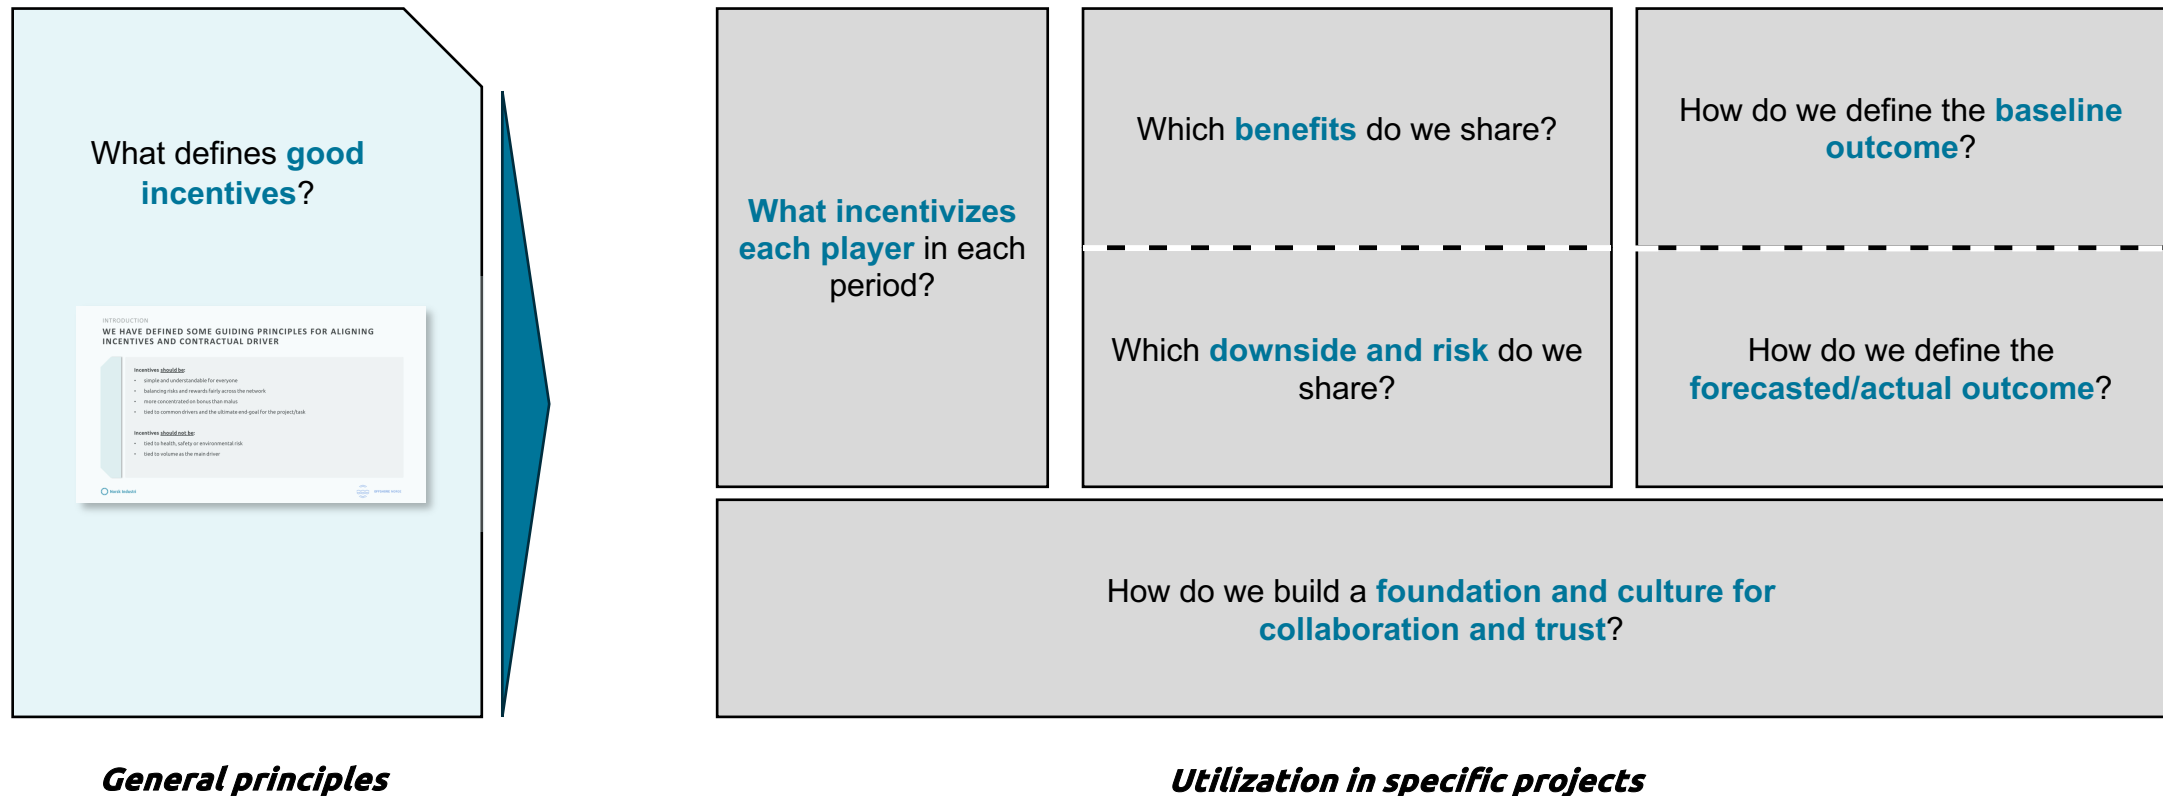 What defines good
incentives?
INTRODUCTION
WE HAVE DEFINED SOME GUIDING PRINCIPLES FOR ALIGNING
INCENTIVES AND CONTRACTUAL DRIVER
Incentives should be:
• simple and understandable for everyone
• balancing risks and rewards fairly across the network
• more concentrated on bonus than malus
• tied to common drivers and the ultimate end-goal for the project/task
Incentives should not be:
• tied to health, safety or environmental risk
• tied to volume as the main driver
Norsk Industri
OFFSHORE NORGE
General principles
What incentivizes
each player in each
period?
Which benefits do we share?
Which downside and risk do we
share?
How do we define the baseline
outcome?
How do we define the
forecasted/actual outcome?
How do we build a foundation and culture for
collaboration and trust?
Utilization in specific projects